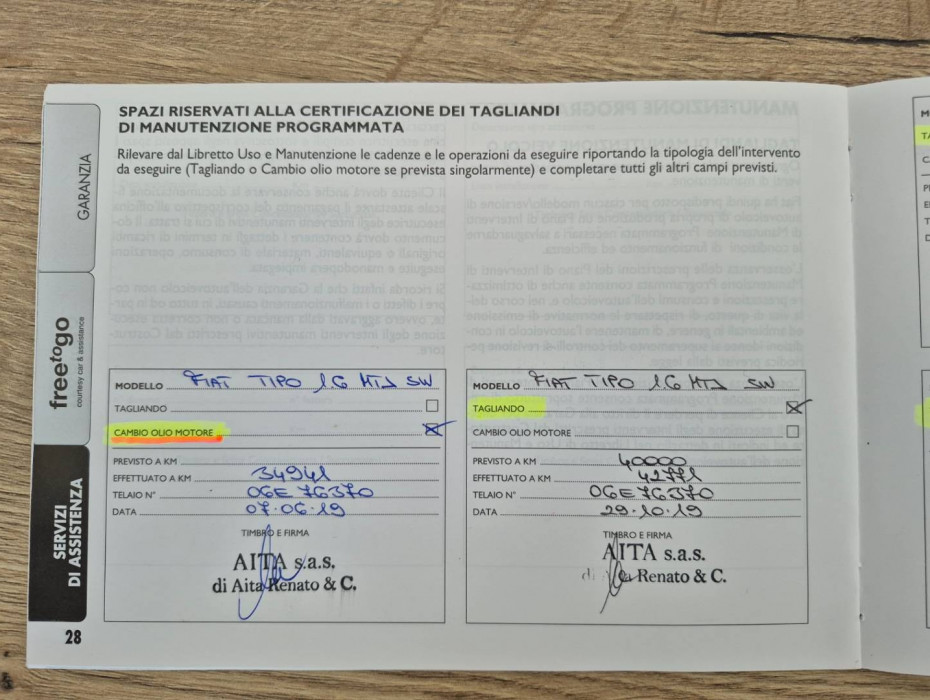 SPAZI RISERVATI ALLA CERTIFICAZIONE DEI TAGLIANDI
DI MANUTENZIONE PROGRAMMATA
Rilevare dal Libretto Uso e Manutenzione le cadenze e le operazioni da eseguire riportando la tipologia dell'intervento
da eseguire (Tagliando o Cambio olio motore se prevista singolarmente) e completare tutti gli altri campi previsti.
GARANZIA
freetogo
courtesy car & assistance
SERVIZI
DI ASSISTENZA
28
MODELLO FIAT TIPO 1.6 MTJ SW
TAGLIANDO
CAMBIO OLIO MOTORE
PREVISTO A KM
EFFETTUATO A KM 34941
TELAIO N° 06E76370
DATA 07.06.19
TIMBRO E FIRMA
AITA s.a.s.
di Aita Renato & C.
MODELLO FIAT TIPO 1.6 MTJ SW
TAGLIANDO
CAMBIO OLIO MOTORE
PREVISTO A KM 40000
EFFETTUATO A KM 42771
TELAIO N° 06E76370
DATA 29.10.19
TIMBRO E FIRMA
AITA s.a.s.
di Renato & C.